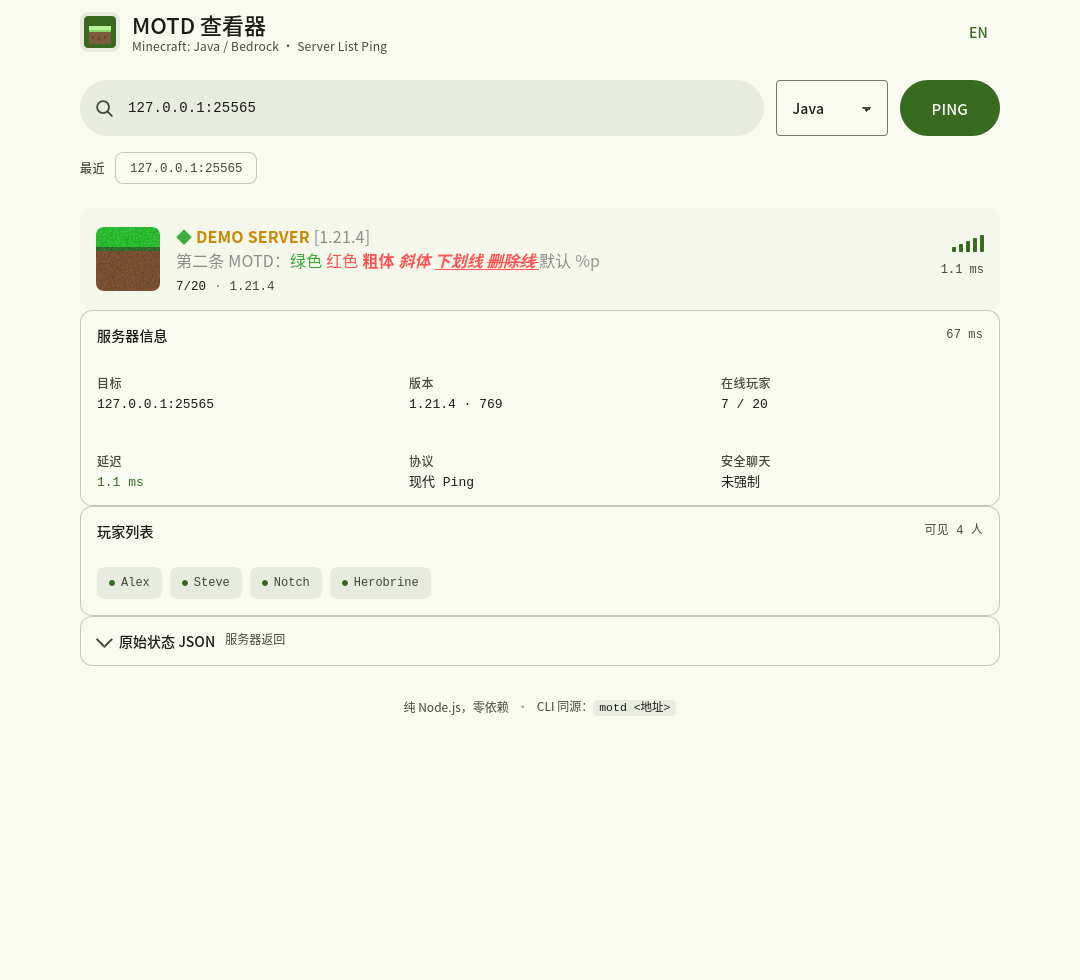 MOTD 查看器
Minecraft: Java / Bedrock · Server List Ping
EN
127.0.0.1:25565
Java
PING
最近
127.0.0.1:25565
◆ DEMO SERVER [1.21.4]
第二条 MOTD：绿色 红色 粗体 斜体 下划线 删除线 默认 %p
7/20 · 1.21.4
1.1 ms
服务器信息
67 ms
目标
127.0.0.1:25565
版本
1.21.4 · 769
在线玩家
7 / 20
延迟
1.1 ms
协议
现代 Ping
安全聊天
未强制
玩家列表
可见 4 人
Alex
Steve
Notch
Herobrine
原始状态 JSON 服务器返回
纯 Node.js，零依赖 · CLI 同源：motd <地址>